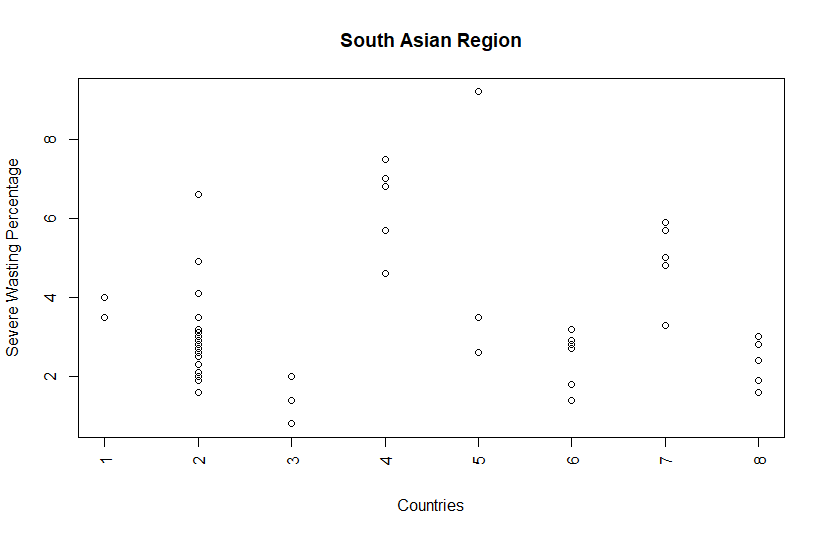 South Asian Region
Severe Wasting Percentage
8
6
4
2
1 2 3 4 5 6 7 8
Countries